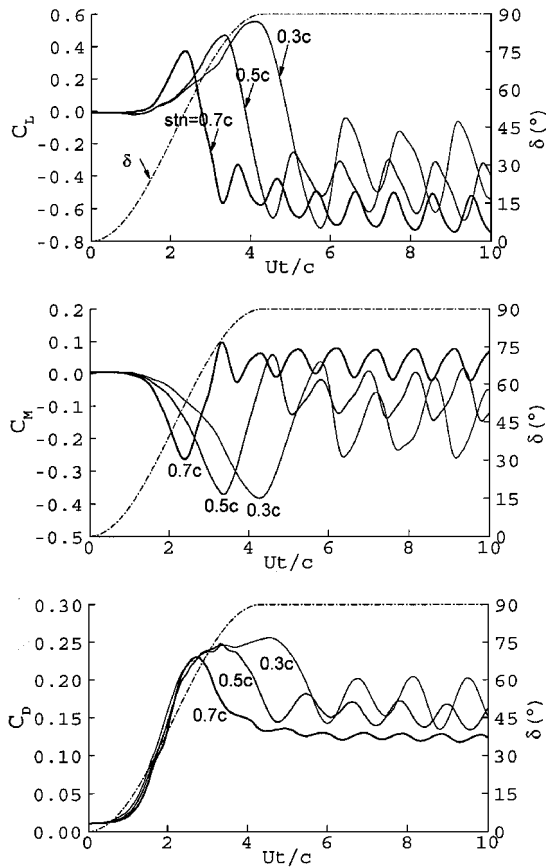 0.6
0.4
0.2
0.0
-0.2
-0.4
-0.6
-0.8
C_L
90
75
60
45
30
15
0
δ(°)
0.3c
0.5c
stn=0.7c
δ
0 2 4 6 8 10
Ut/c
0.2
0.1
0.0
-0.1
-0.2
-0.3
-0.4
-0.5
C_M
90
75
60
45
30
15
0
δ(°)
0.7c
0.5c
0.3c
0 2 4 6 8 10
Ut/c
0.30
0.25
0.20
0.15
0.10
0.05
0.00
C_D
90
75
60
45
30
15
0
δ(°)
0.3c
0.5c
0.7c
0 2 4 6 8 10
Ut/c